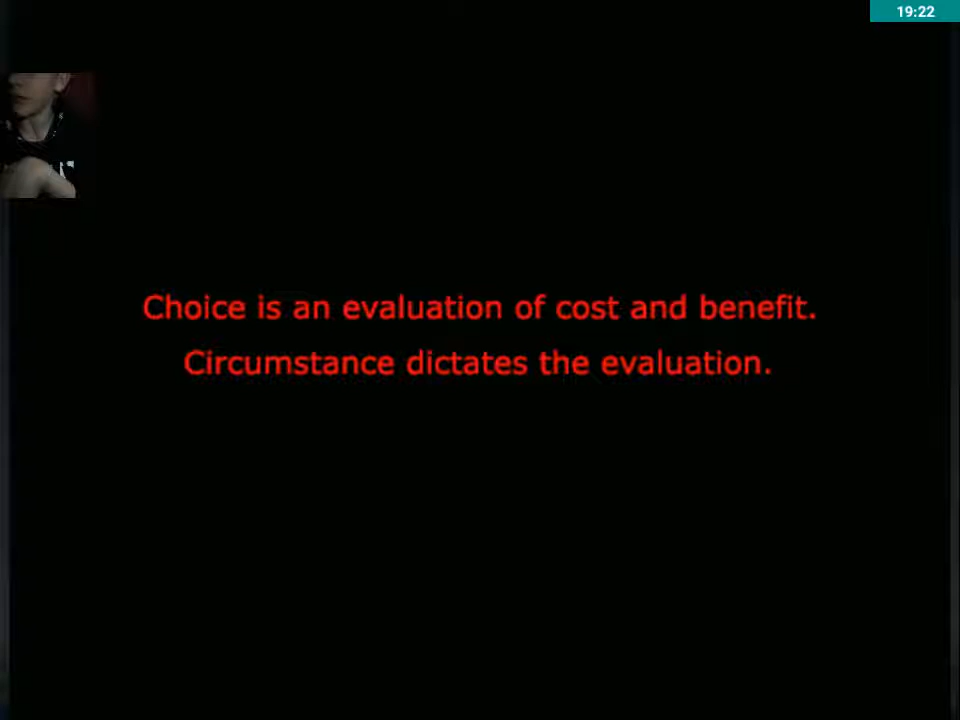 19:22
Choice is an evaluation of cost and benefit.
Circumstance dictates the evaluation.